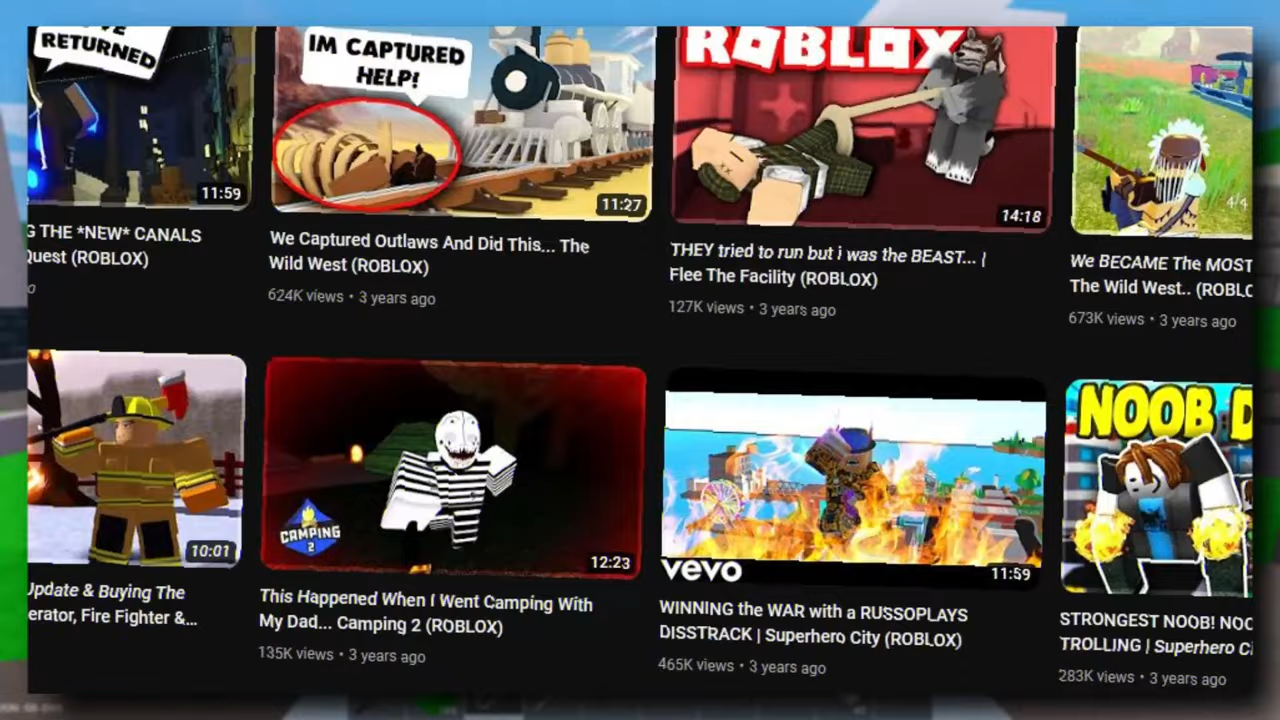 RETURNED
11:59
G THE *NEW* CANALS
Quest (ROBLOX)
IM CAPTURED
HELP!
11:27
We Captured Outlaws And Did This... The
Wild West (ROBLOX)
624K views • 3 years ago
ROBLOX
14:18
THEY tried to run but i was the BEAST... |
Flee The Facility (ROBLOX)
127K views • 3 years ago
4/4
We BECAME The MOST
The Wild West.. (ROBL
673K views • 3 years ago
10:01
Update & Buying The
erator, Fire Fighter &...
CAMPING
2
12:23
This Happened When I Went Camping With
My Dad... Camping 2 (ROBLOX)
135K views • 3 years ago
vevo
11:59
WINNING the WAR with a RUSSOPLAYS
DISSTRACK | Superhero City (ROBLOX)
465K views • 3 years ago
NOOB D
STRONGEST NOOB! NOO
TROLLING | Superhero Ci
283K views • 3 years ago